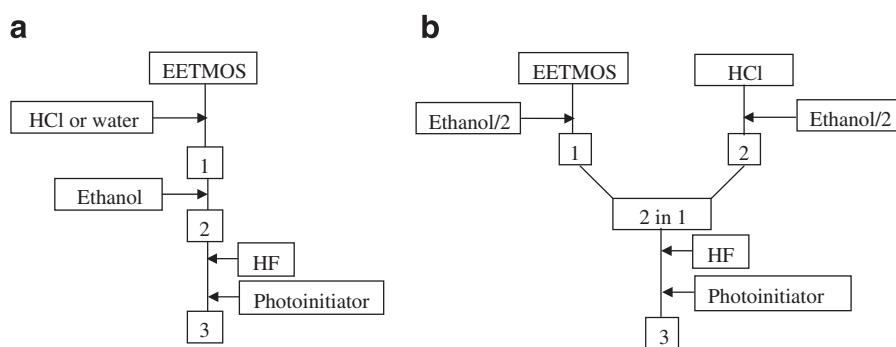 a
EETMOS
HCl or water
1
Ethanol
2
HF
Photoinitiator
3
b
EETMOS
HCl
Ethanol/2
Ethanol/2
1
2
2 in 1
HF
Photoinitiator
3